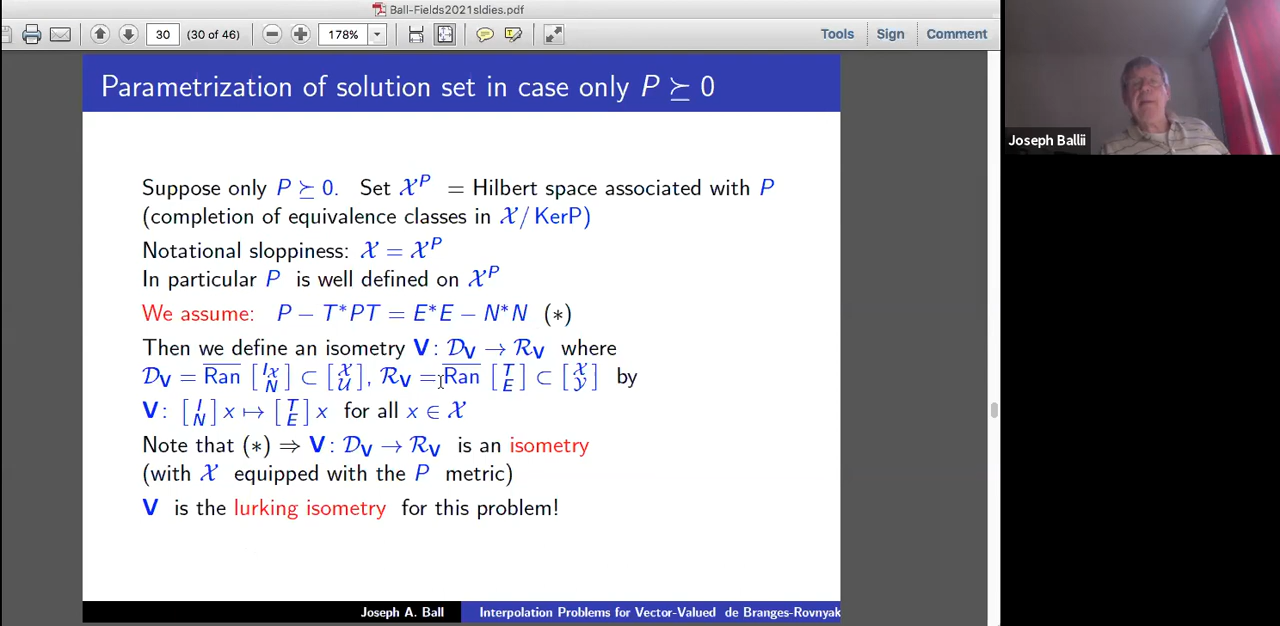 Ball-Fields2021sldies.pdf
30 (30 of 46) 178% Tools Sign Comment
Parametrization of solution set in case only P ⪰ 0
Joseph Ballii
Suppose only P ⪰ 0. Set 𝒳^P = Hilbert space associated with P
(completion of equivalence classes in 𝒳/ KerP)
Notational sloppiness: 𝒳 = 𝒳^P
In particular P is well defined on 𝒳^P
We assume: P − T*PT = E*E − N*N (∗)
Then we define an isometry V: 𝒟_V → ℛ_V where
𝒟_V = \overline{Ran} [I_𝒳 ; N] ⊂ [𝒳 ; 𝒰], ℛ_V = \overline{Ran} [T ; E] ⊂ [𝒳 ; 𝒴] by
V: [I ; N] x ↦ [T ; E] x for all x ∈ 𝒳
Note that (∗) ⇒ V: 𝒟_V → ℛ_V is an isometry
(with 𝒳 equipped with the P metric)
V is the lurking isometry for this problem!
Joseph A. Ball Interpolation Problems for Vector-Valued de Branges-Rovnyak